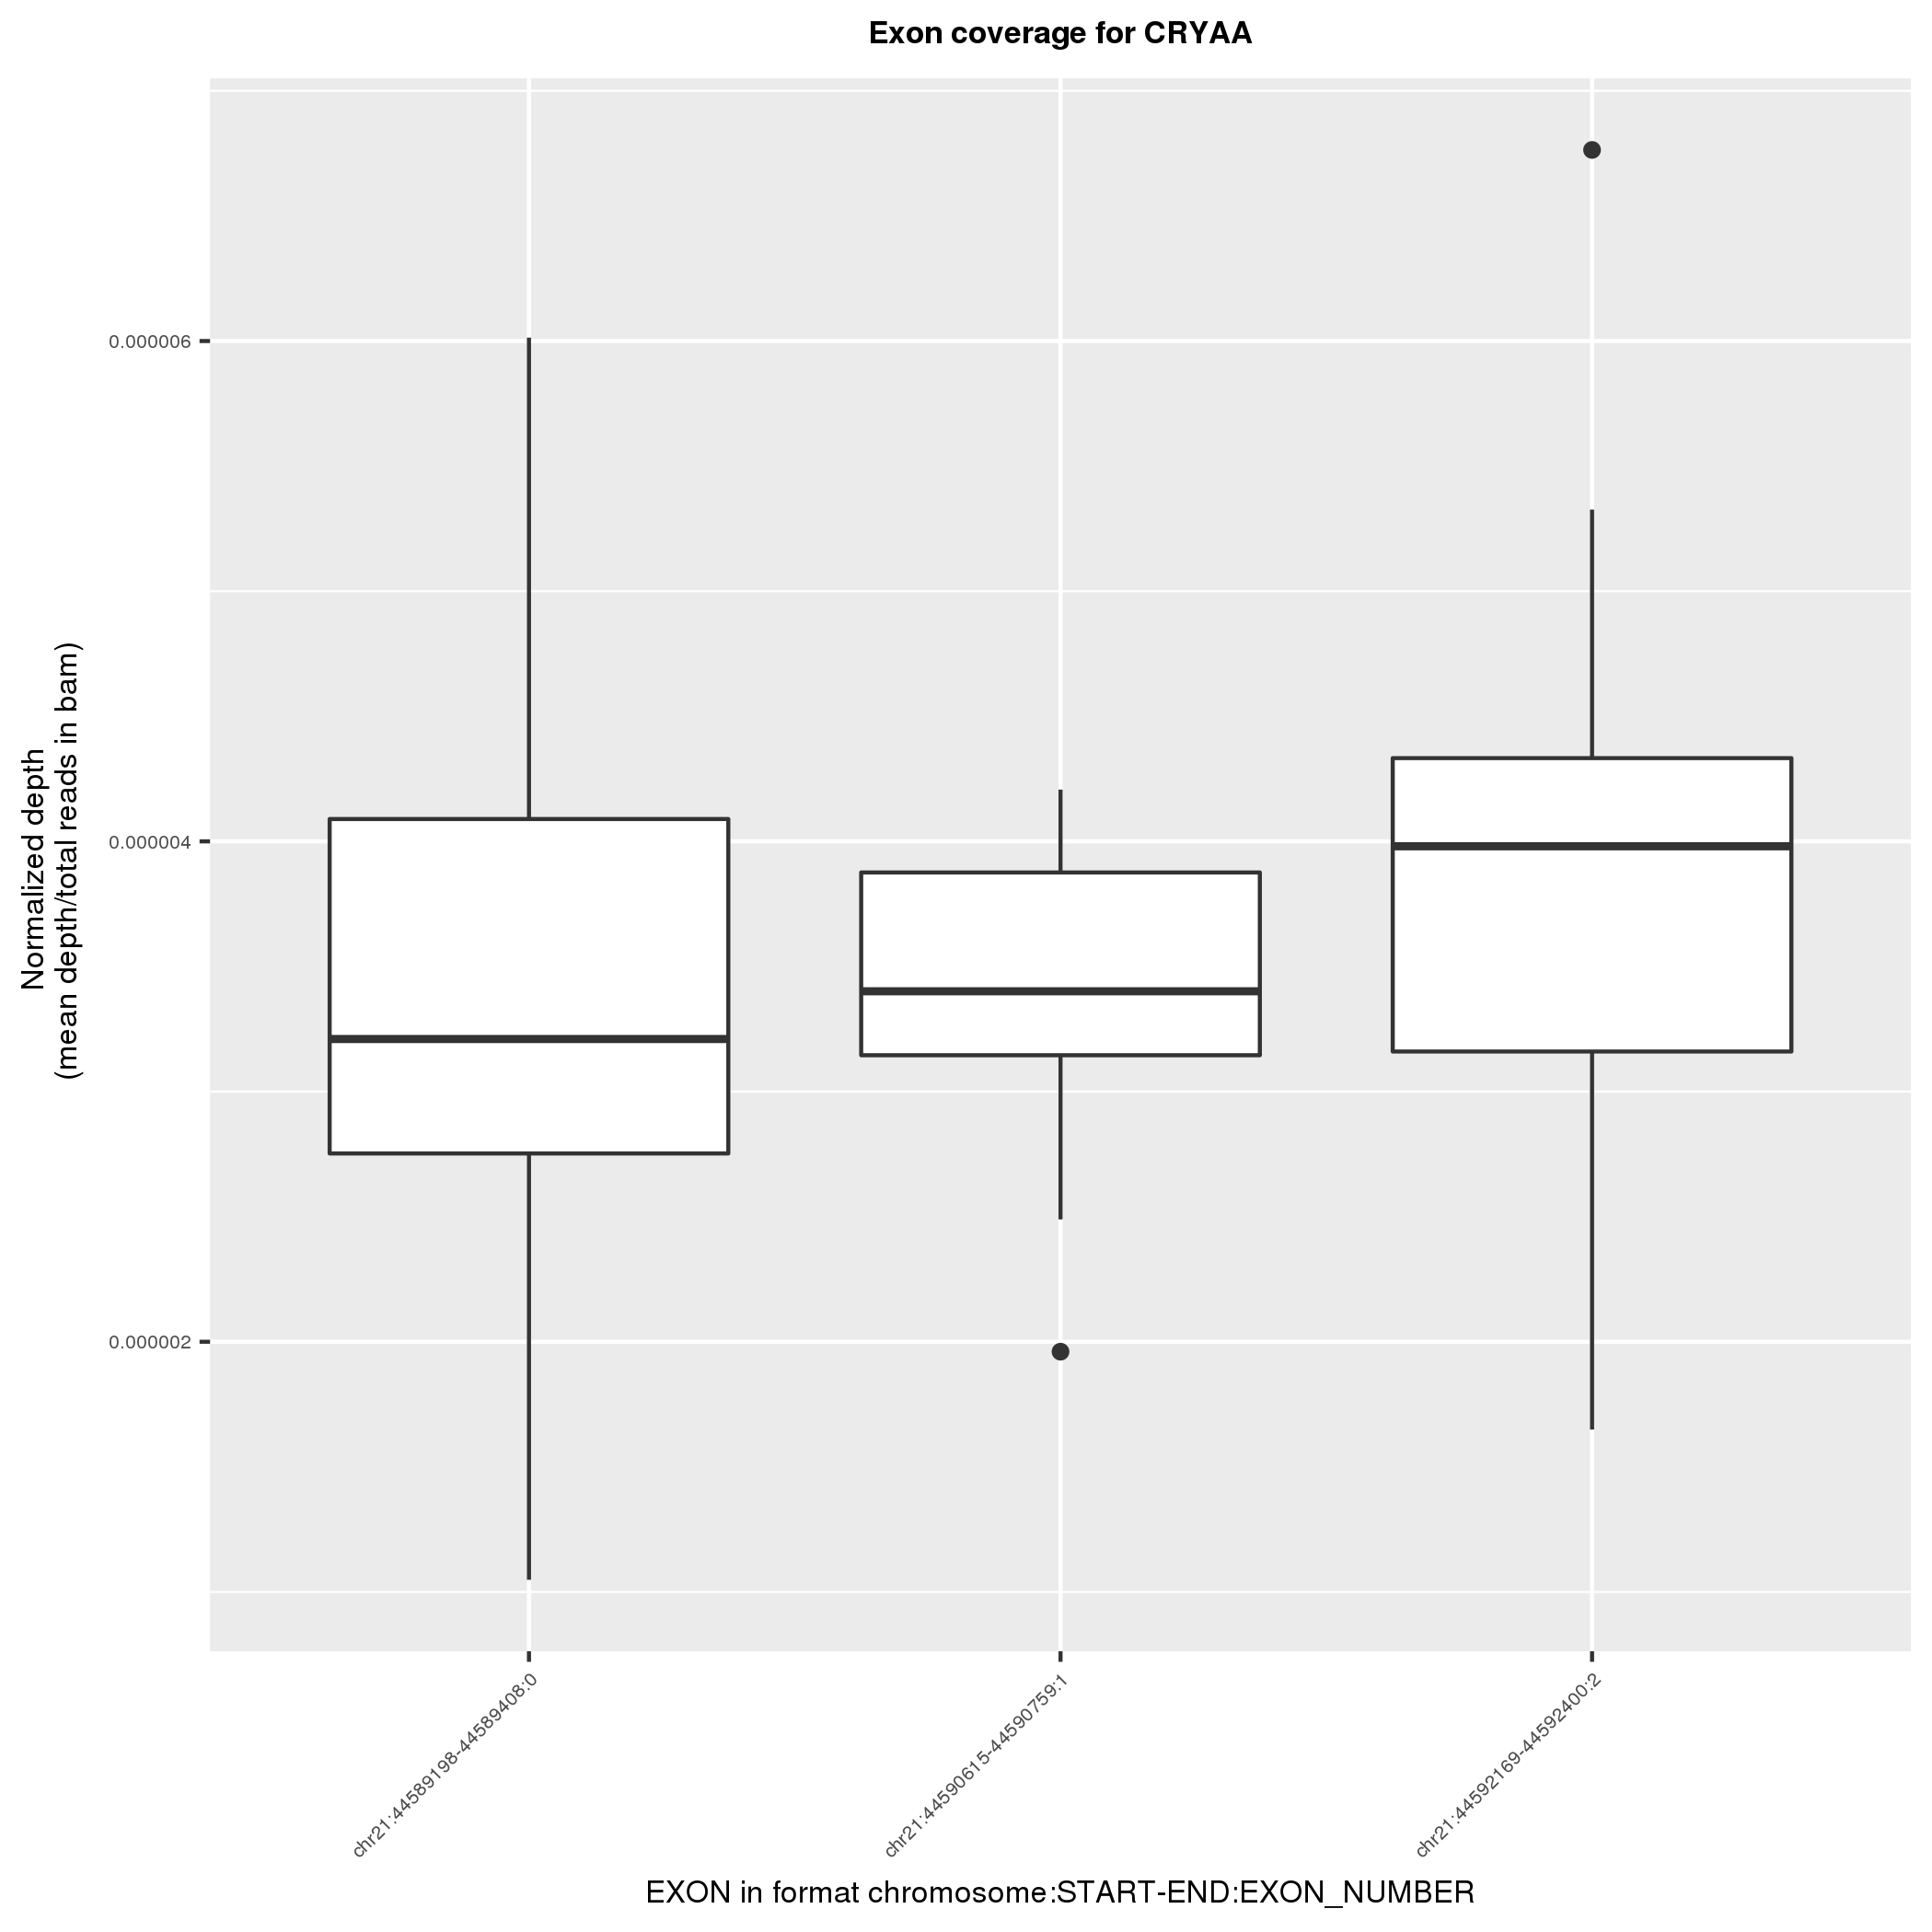 Exon coverage for CRYAA
Normalized depth
(mean depth/total reads in bam)
0.000006
0.000004
0.000002
chr21:44589198-44589408:0
chr21:44590615-44590759:1
chr21:44592169-44592400:2
EXON in format chromosome:START-END:EXON_NUMBER